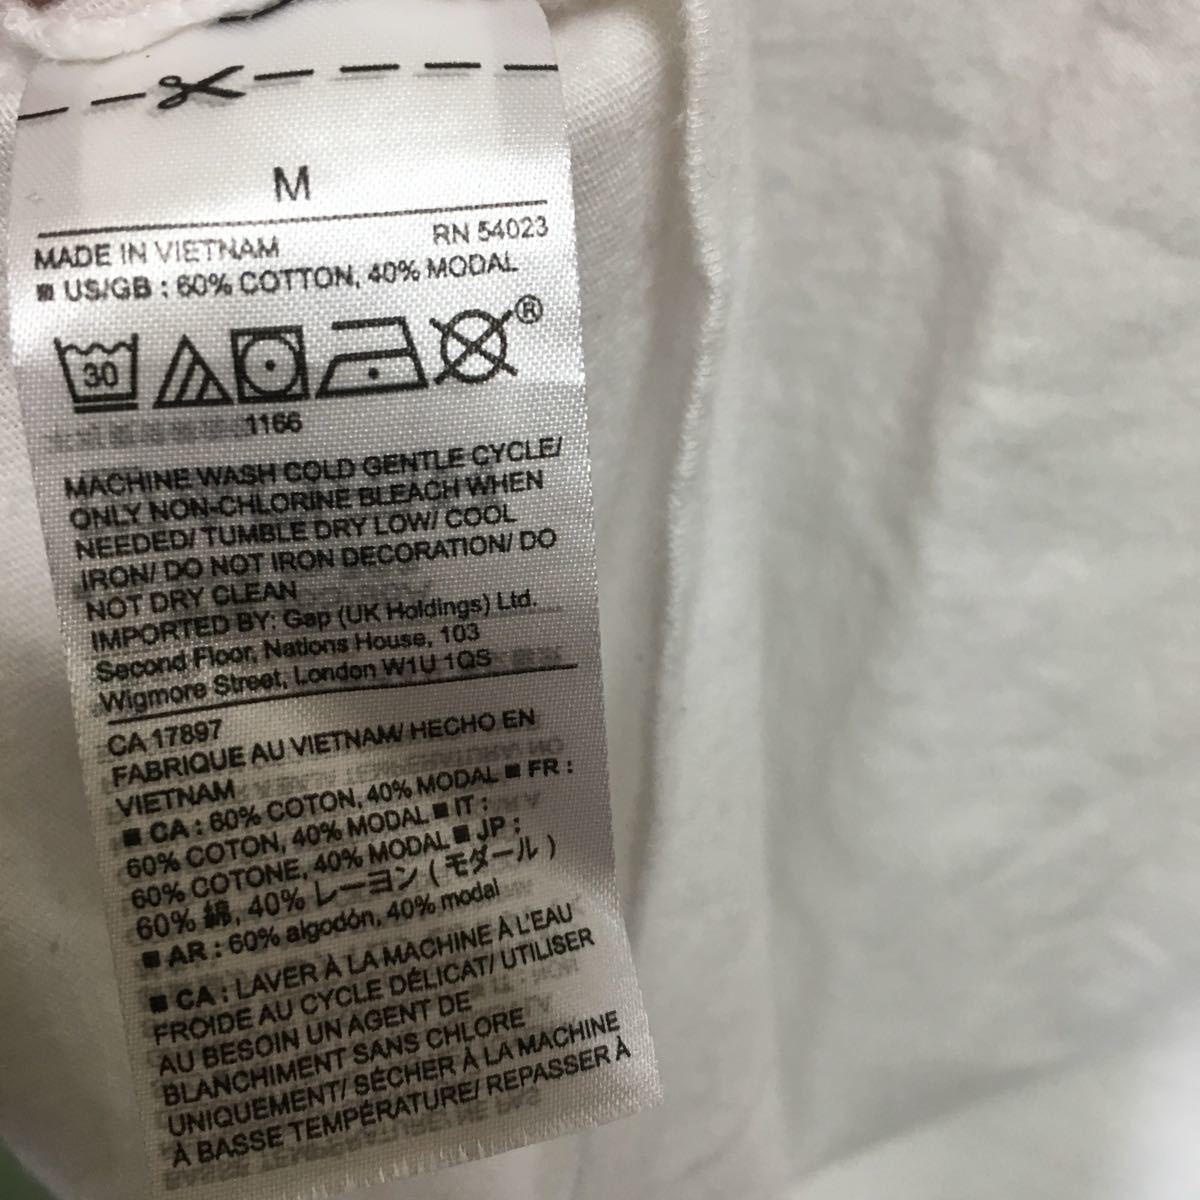 M
MADE IN VIETNAM RN 54023
■ US/GB : 60% COTTON, 40% MODAL
30
®
1166
MACHINE WASH COLD GENTLE CYCLE/
ONLY NON-CHLORINE BLEACH WHEN
NEEDED/ TUMBLE DRY LOW/ COOL
IRON/ DO NOT IRON DECORATION/ DO
NOT DRY CLEAN
IMPORTED BY: Gap (UK Holdings) Ltd.
Second Floor, Nations House, 103
Wigmore Street, London W1U 1QS
CA 17897
FABRIQUE AU VIETNAM/ HECHO EN
VIETNAM
■ CA : 60% COTON, 40% MODAL ■ FR :
60% COTON, 40% MODAL ■ IT :
60% COTONE, 40% MODAL ■ JP :
60% 綿, 40% レーヨン ( モダール )
■ AR : 60% algodón, 40% modal
■ CA : LAVER À LA MACHINE À L'EAU
FROIDE AU CYCLE DÉLICAT/ UTILISER
AU BESOIN UN AGENT DE
BLANCHIMENT SANS CHLORE
UNIQUEMENT/ SÉCHER À LA MACHINE
À BASSE TEMPÉRATURE/ REPASSER À